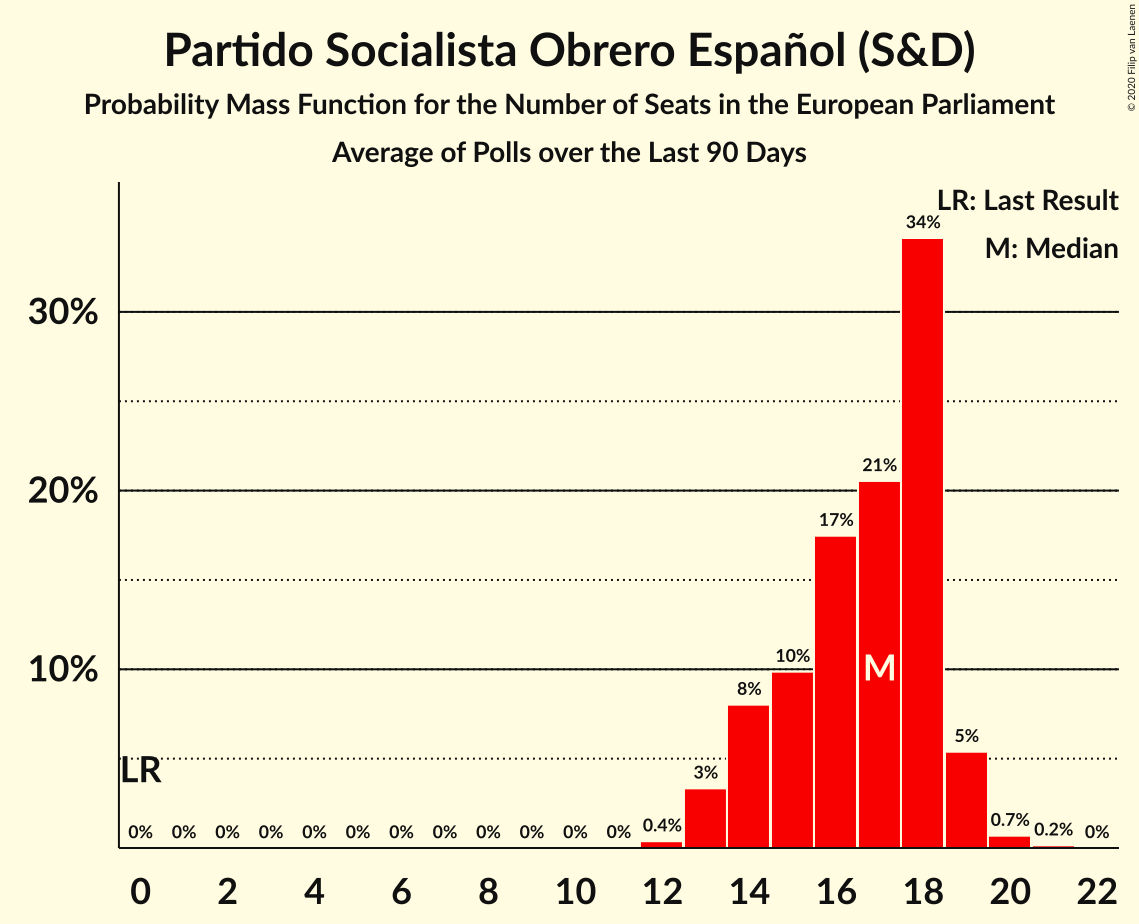 Partido Socialista Obrero Español (S&D)
Probability Mass Function for the Number of Seats in the European Parliament
Average of Polls over the Last 90 Days
© 2020 Filip van Laenen
LR: Last Result
M: Median
34%
30%
21%
20%
17%
10%
10%
M
8%
5%
LR
3%
0% 0% 0% 0% 0% 0% 0% 0% 0% 0% 0% 0% 0.4% 0.7% 0.2% 0%
0 2 4 6 8 10 12 14 16 18 20 22